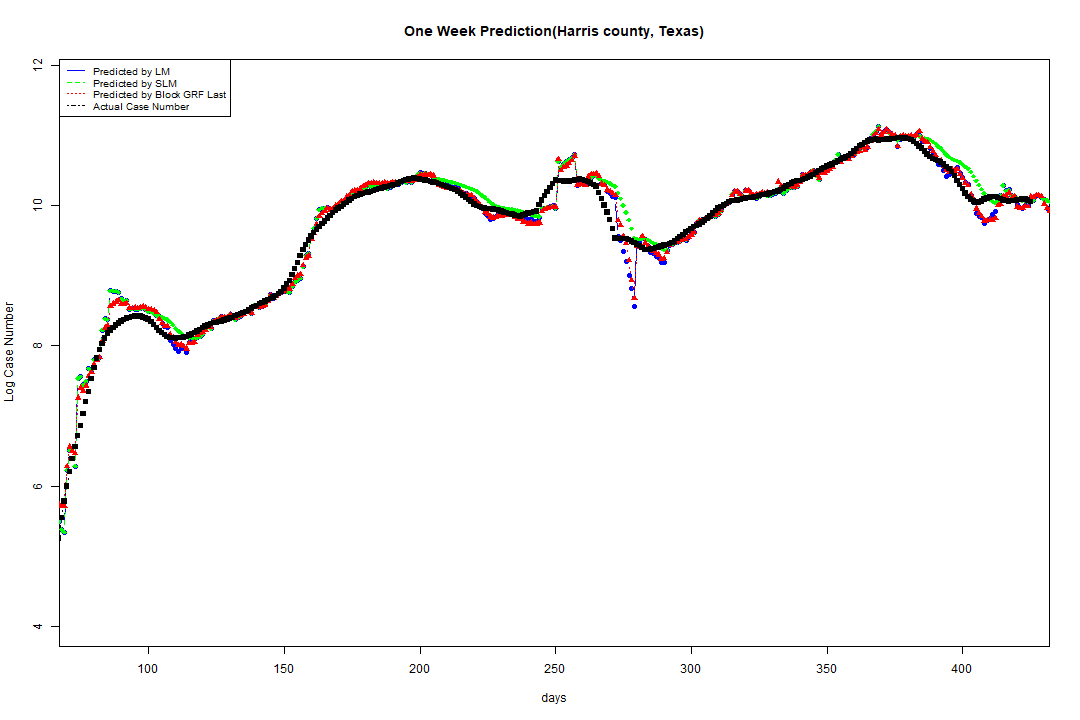 One Week Prediction(Harris county, Texas)
Predicted by LM
Predicted by SLM
Predicted by Block GRF Last
Actual Case Number
Log Case Number
12
10
8
6
4
100 150 200 250 300 350 400
days